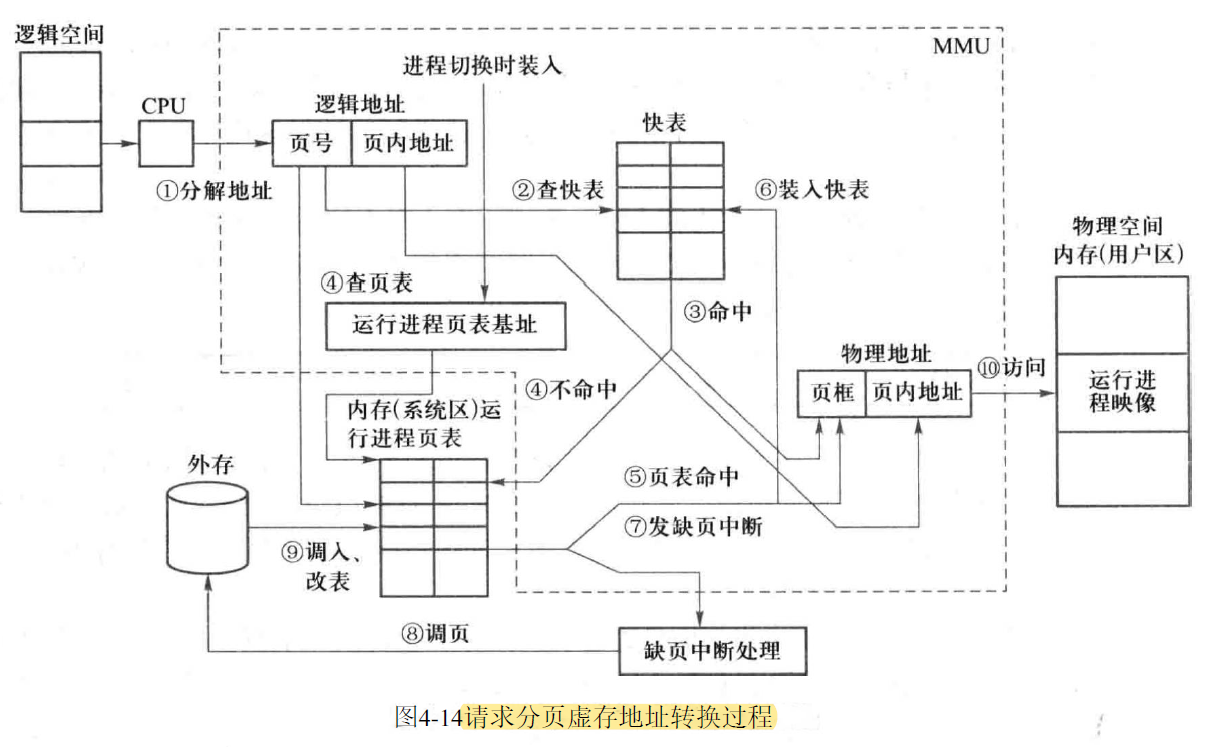 逻辑空间
MMU
进程切换时装入
CPU
逻辑地址
快表
页号
页内地址
①分解地址
②查快表
⑥装入快表
物理空间
内存(用户区)
④查页表
③命中
运行进程页表基址
物理地址
⑩访问
④不命中
页框
页内地址
运行进
程映像
内存(系统区)运
行进程页表
外存
⑤页表命中
⑦发缺页中断
⑨调入、
改表
⑧调页
缺页中断处理
图4-14请求分页虚存地址转换过程